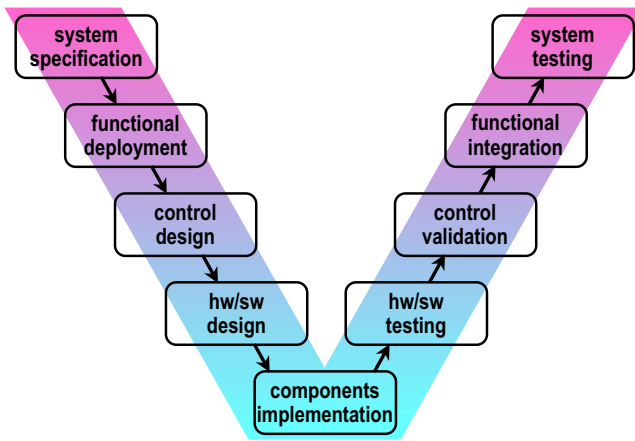 system
specification
functional
deployment
control
design
hw/sw
design
components
implementation
hw/sw
testing
control
validation
functional
integration
system
testing